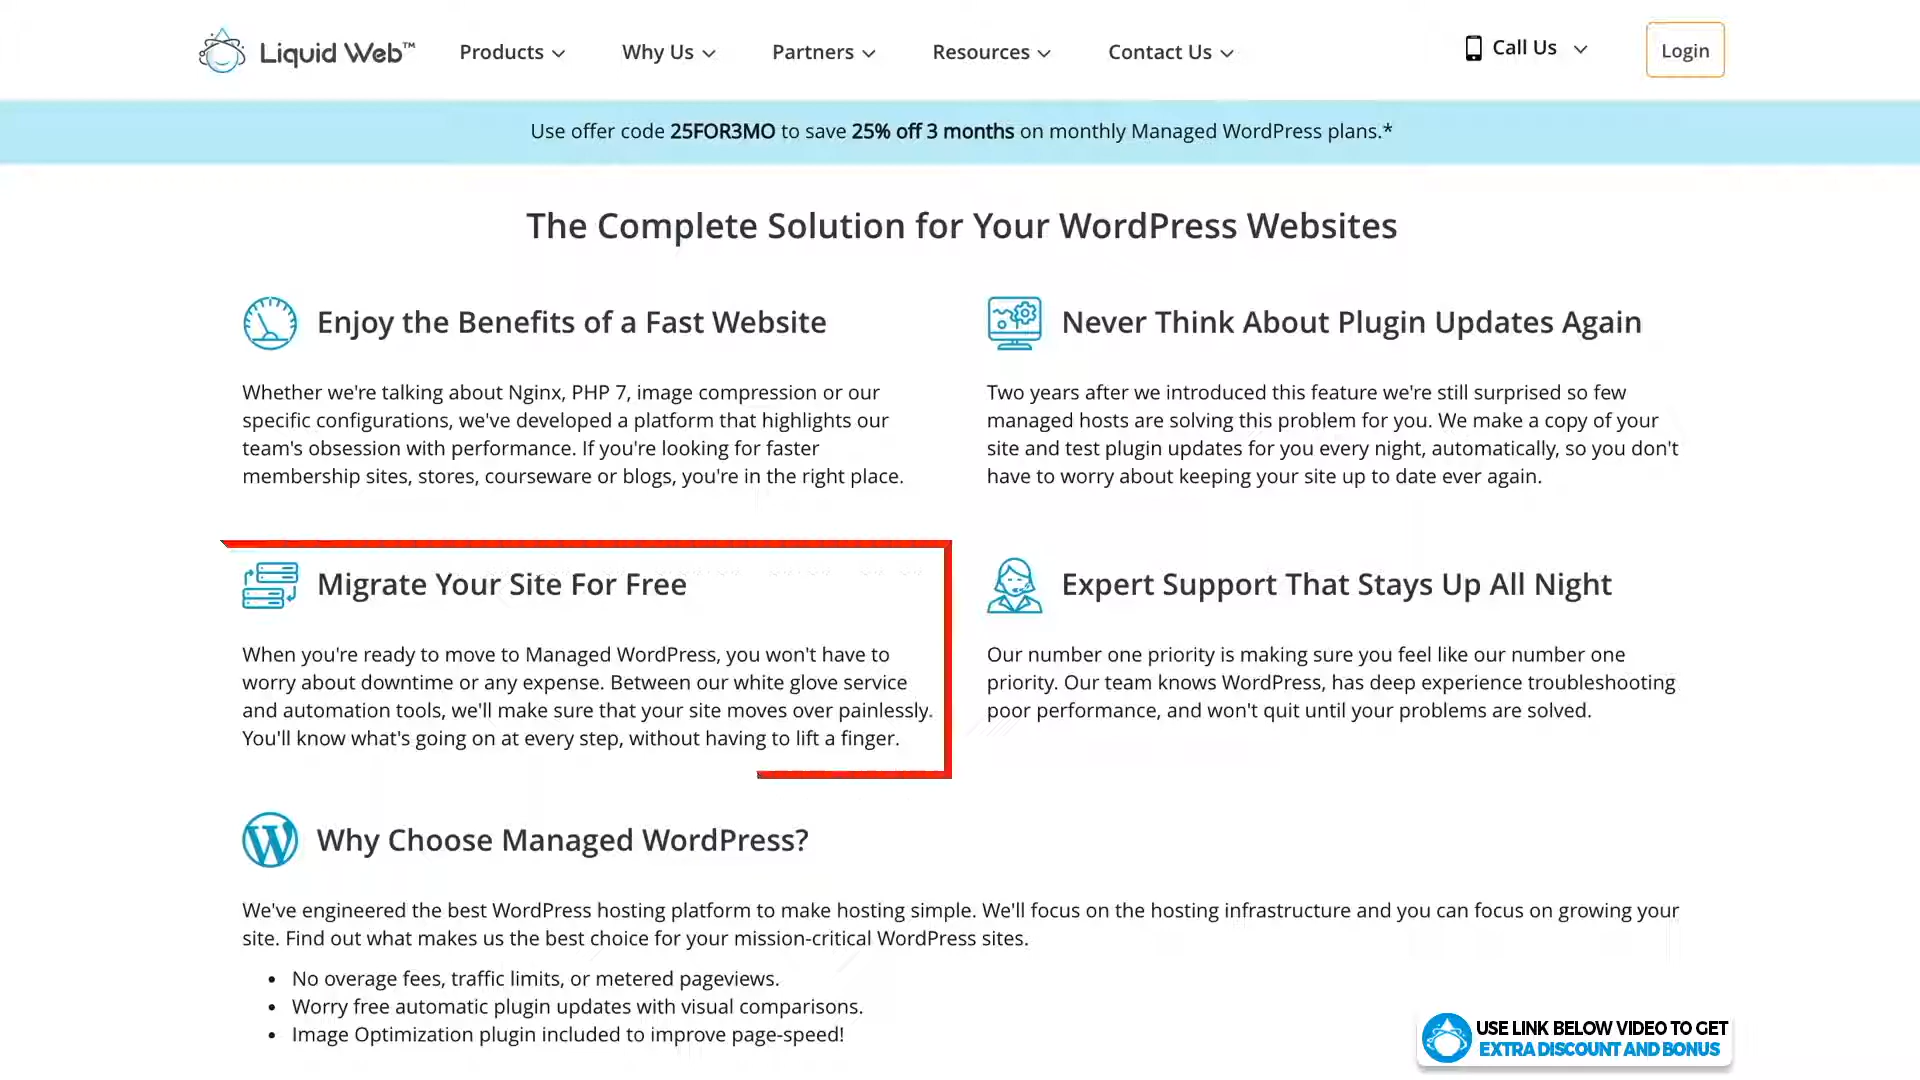 Liquid Web™ Products Why Us Partners Resources Contact Us Call Us Login
Use offer code 25FOR3MO to save 25% off 3 months on monthly Managed WordPress plans.*
The Complete Solution for Your WordPress Websites
Enjoy the Benefits of a Fast Website
Whether we're talking about Nginx, PHP 7, image compression or our
specific configurations, we've developed a platform that highlights our
team's obsession with performance. If you're looking for faster
membership sites, stores, courseware or blogs, you're in the right place.
Never Think About Plugin Updates Again
Two years after we introduced this feature we're still surprised so few
managed hosts are solving this problem for you. We make a copy of your
site and test plugin updates for you every night, automatically, so you don't
have to worry about keeping your site up to date ever again.
Migrate Your Site For Free
When you're ready to move to Managed WordPress, you won't have to
worry about downtime or any expense. Between our white glove service
and automation tools, we'll make sure that your site moves over painlessly.
You'll know what's going on at every step, without having to lift a finger.
Expert Support That Stays Up All Night
Our number one priority is making sure you feel like our number one
priority. Our team knows WordPress, has deep experience troubleshooting
poor performance, and won't quit until your problems are solved.
Why Choose Managed WordPress?
We've engineered the best WordPress hosting platform to make hosting simple. We'll focus on the hosting infrastructure and you can focus on growing your
site. Find out what makes us the best choice for your mission-critical WordPress sites.
• No overage fees, traffic limits, or metered pageviews.
• Worry free automatic plugin updates with visual comparisons.
• Image Optimization plugin included to improve page-speed!
USE LINK BELOW VIDEO TO GET
EXTRA DISCOUNT AND BONUS